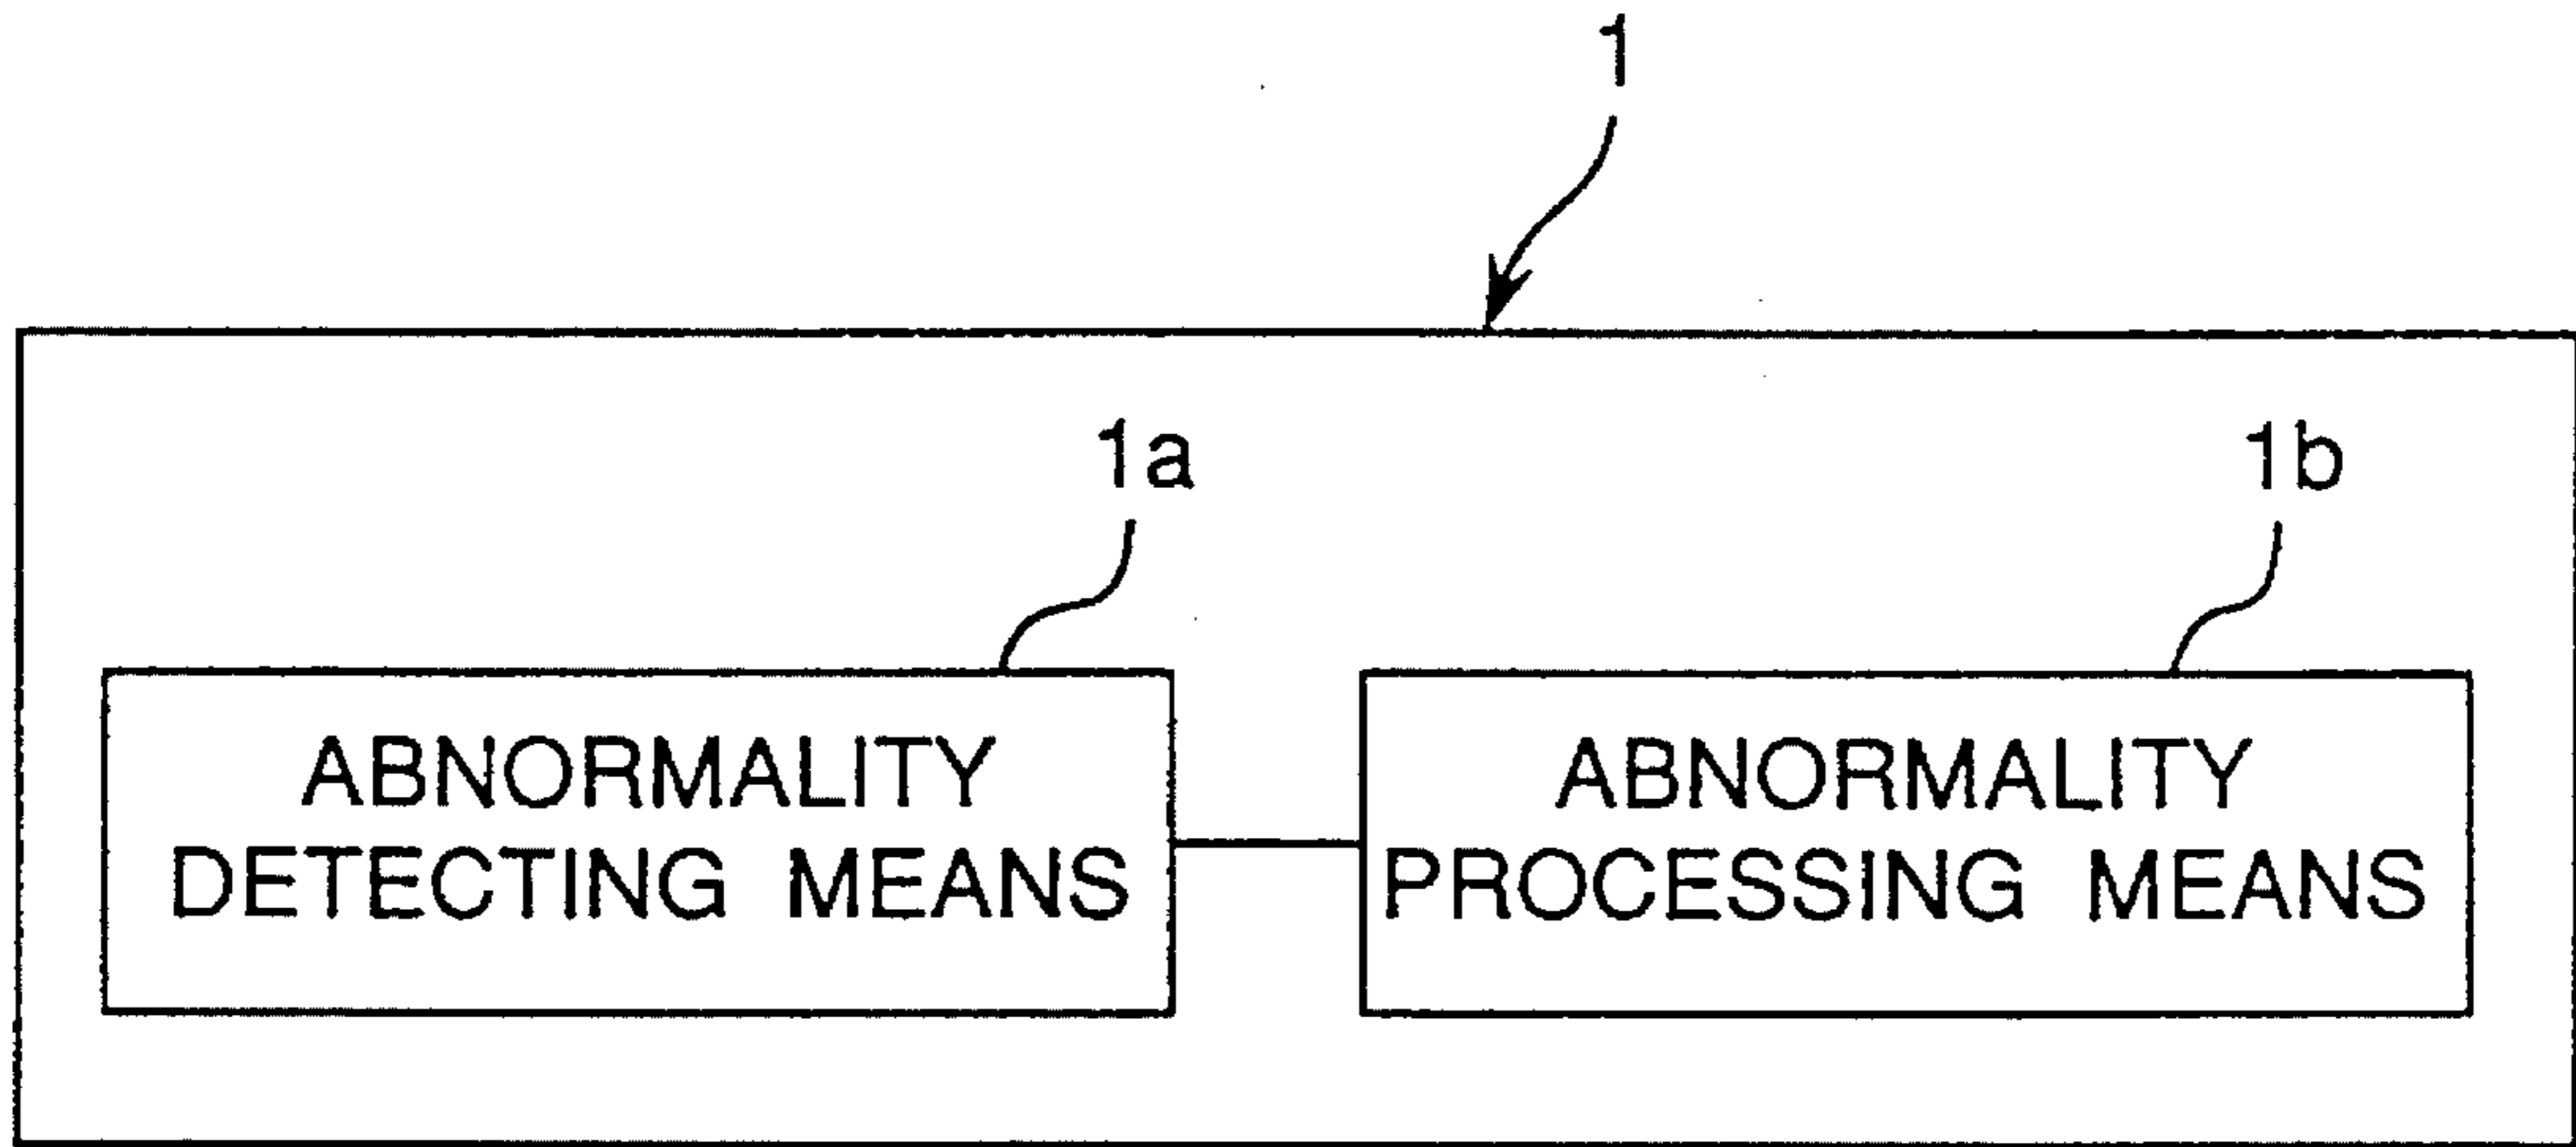 1
1a
1b
ABNORMALITY
DETECTING MEANS
ABNORMALITY
PROCESSING MEANS